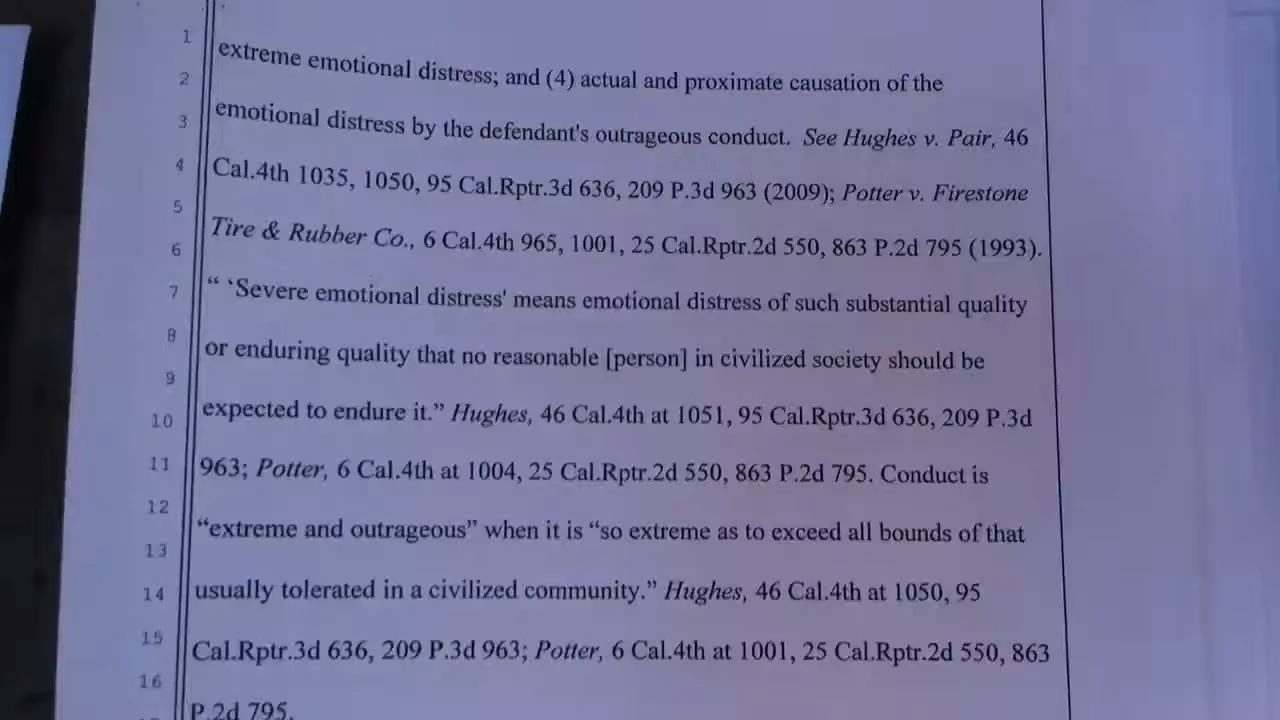 1
extreme emotional distress; and (4) actual and proximate causation of the
2
emotional distress by the defendant's outrageous conduct.  See Hughes v. Pair, 46
3
4
Cal.4th 1035, 1050, 95 Cal.Rptr.3d 636, 209 P.3d 963 (2009); Potter v. Firestone
5
Tire & Rubber Co., 6 Cal.4th 965, 1001, 25 Cal.Rptr.2d 550, 863 P.2d 795 (1993).
6
7
“ ‘Severe emotional distress' means emotional distress of such substantial quality
8
or enduring quality that no reasonable [person] in civilized society should be
9
expected to endure it.” Hughes, 46 Cal.4th at 1051, 95 Cal.Rptr.3d 636, 209 P.3d
10
11
963; Potter, 6 Cal.4th at 1004, 25 Cal.Rptr.2d 550, 863 P.2d 795. Conduct is
12
“extreme and outrageous” when it is “so extreme as to exceed all bounds of that
13
14
usually tolerated in a civilized community.” Hughes, 46 Cal.4th at 1050, 95
15
Cal.Rptr.3d 636, 209 P.3d 963; Potter, 6 Cal.4th at 1001, 25 Cal.Rptr.2d 550, 863
16
P.2d 795.